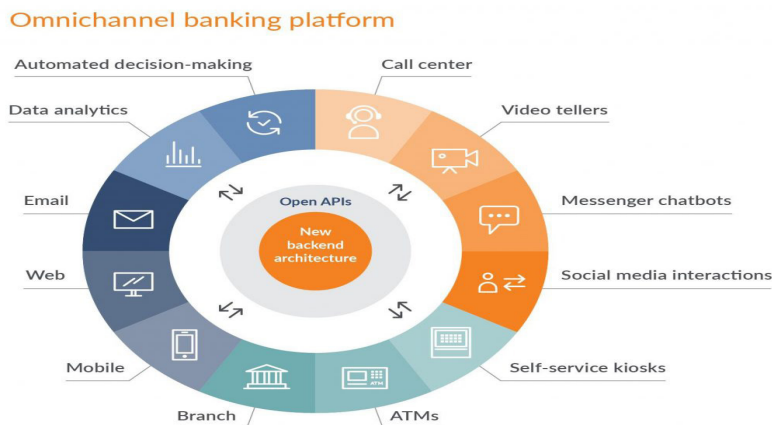 Omnichannel banking platform
Automated decision-making
Call center
Data analytics
Video tellers
Email
Open APIs
Messenger chatbots
New
backend
architecture
Web
Social media interactions
Mobile
Self-service kiosks
ATM
Branch
ATMs